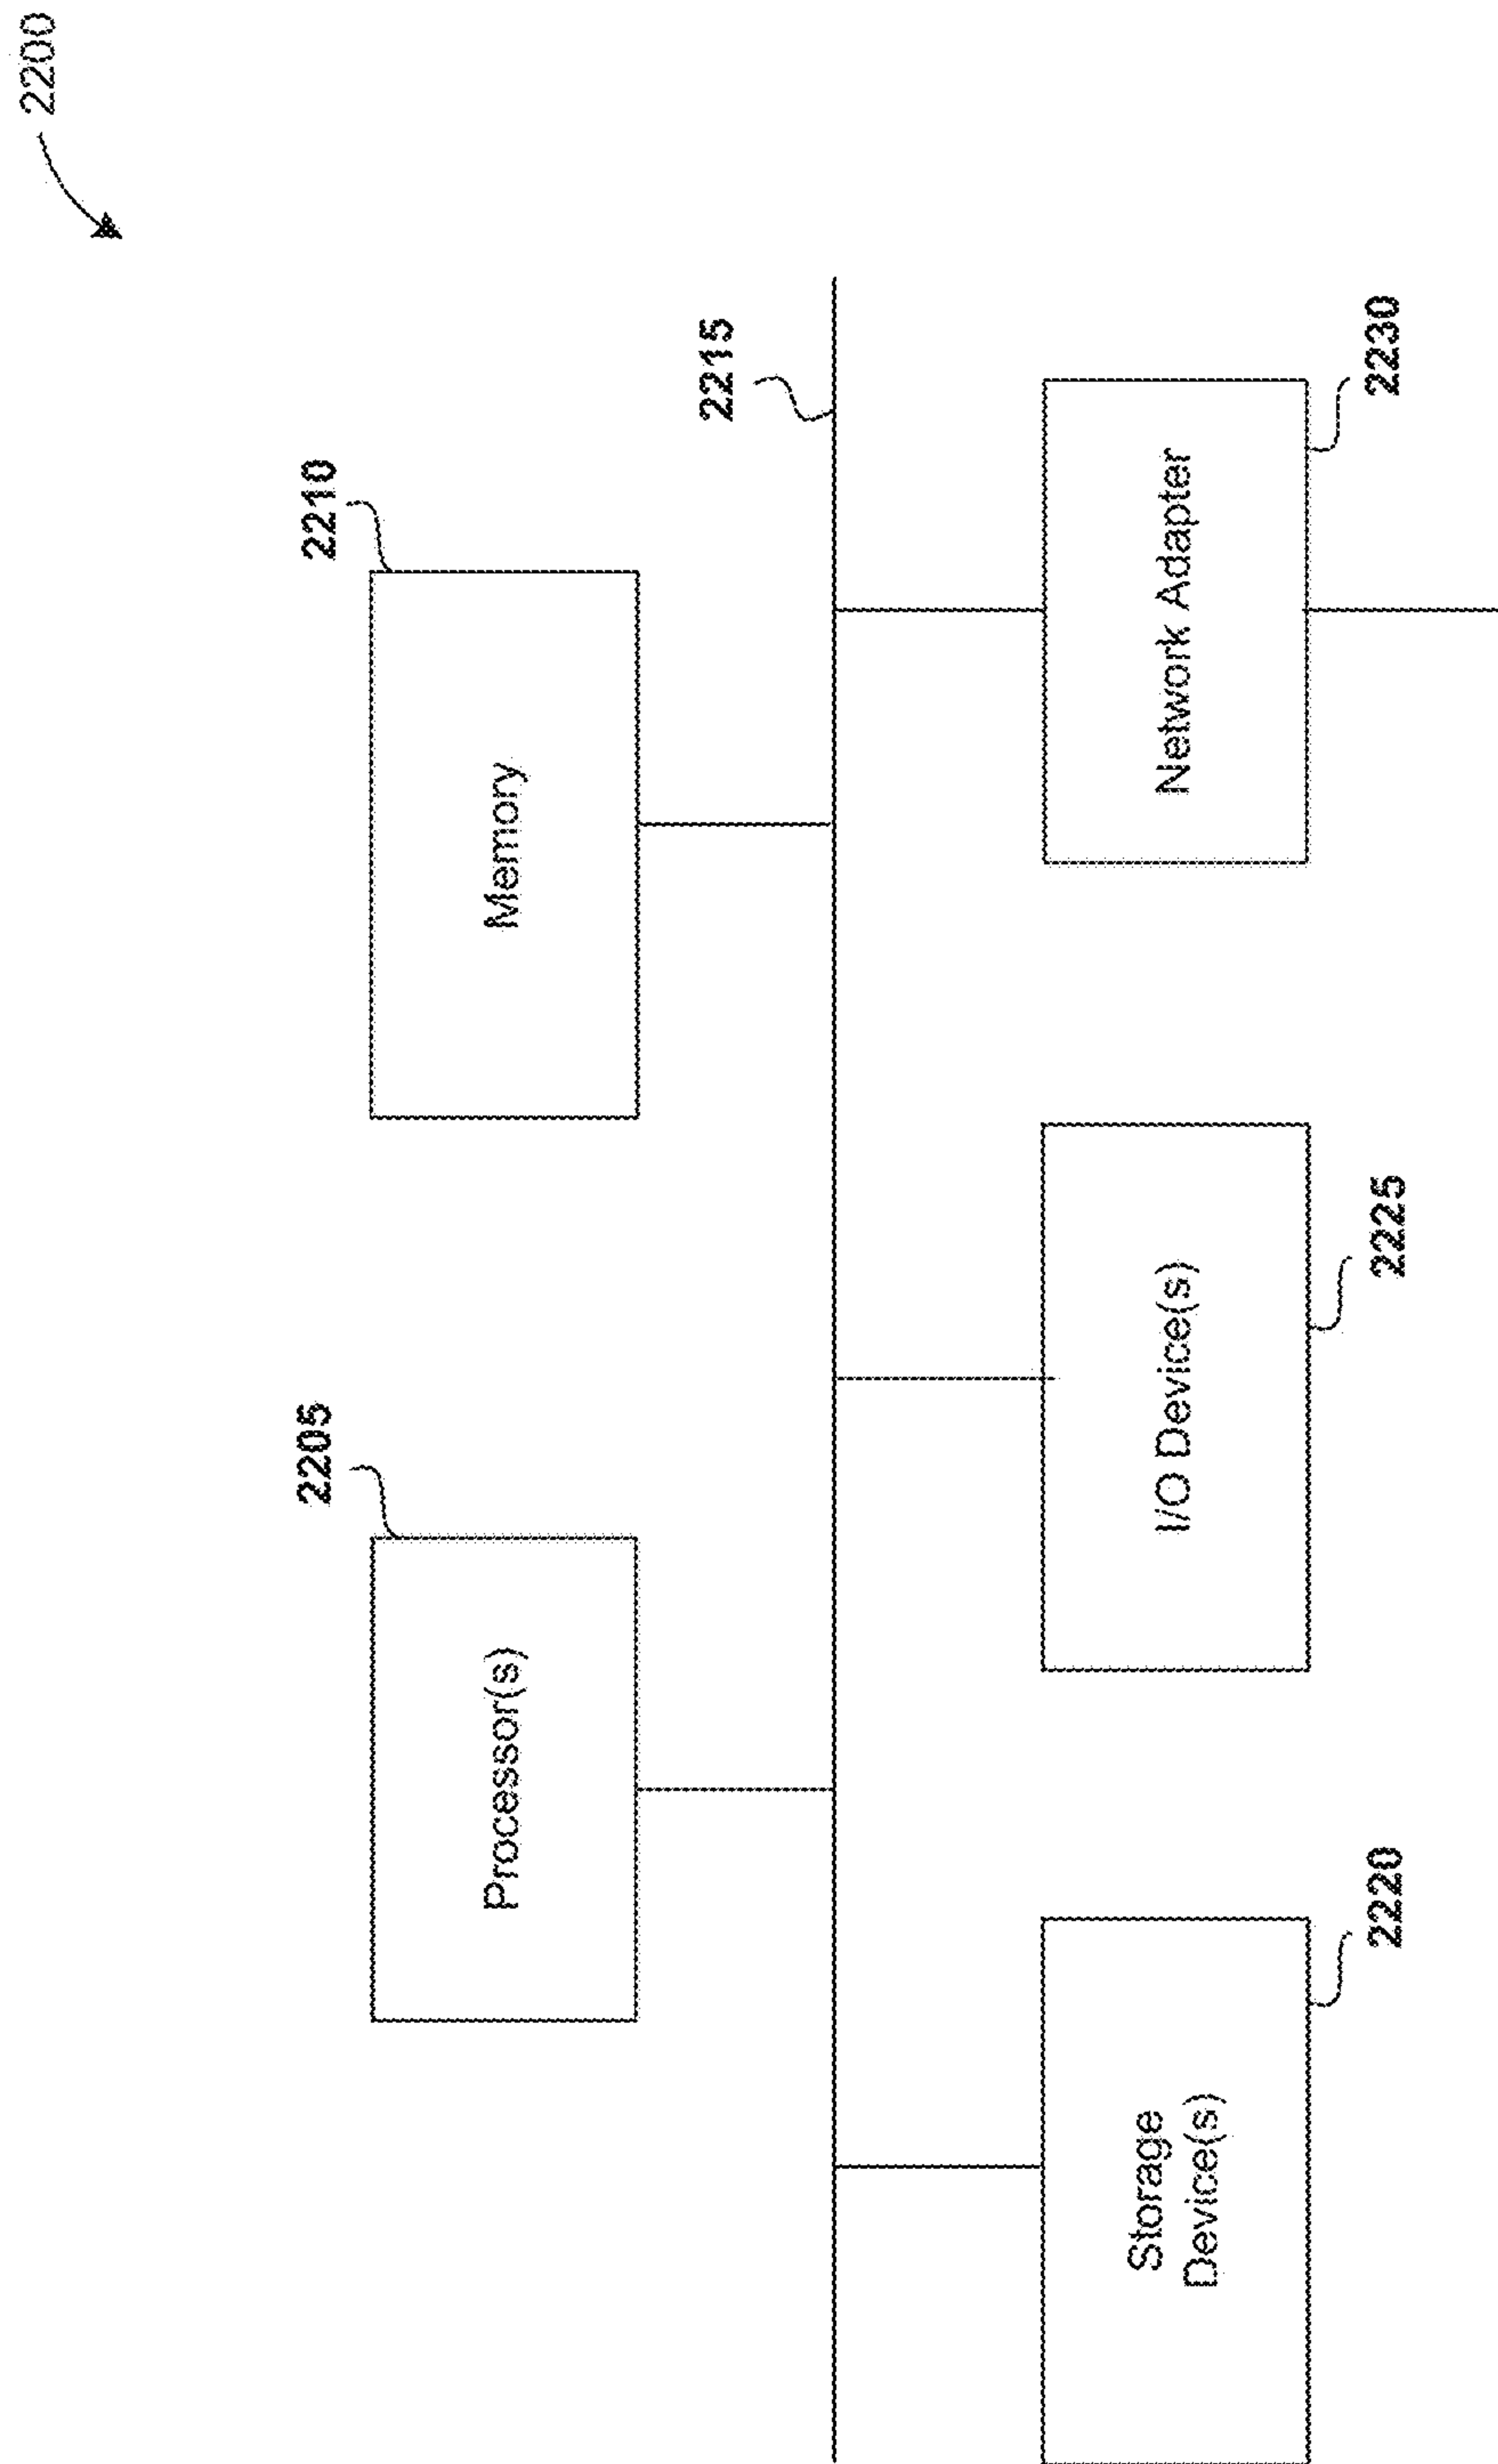 2200
2205
Processor(s)
2210
Memory
2215
Storage
Device(s)
2220
I/O Device(s)
2225
Network Adapter
2230